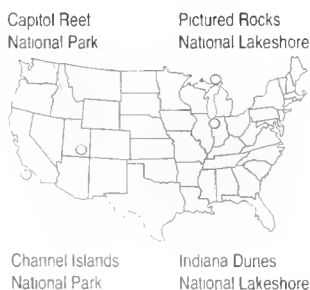 Capitol Reef
National Park
Pictured Rocks
National Lakeshore
Channel Islands
National Park
Indiana Dunes
National Lakeshore